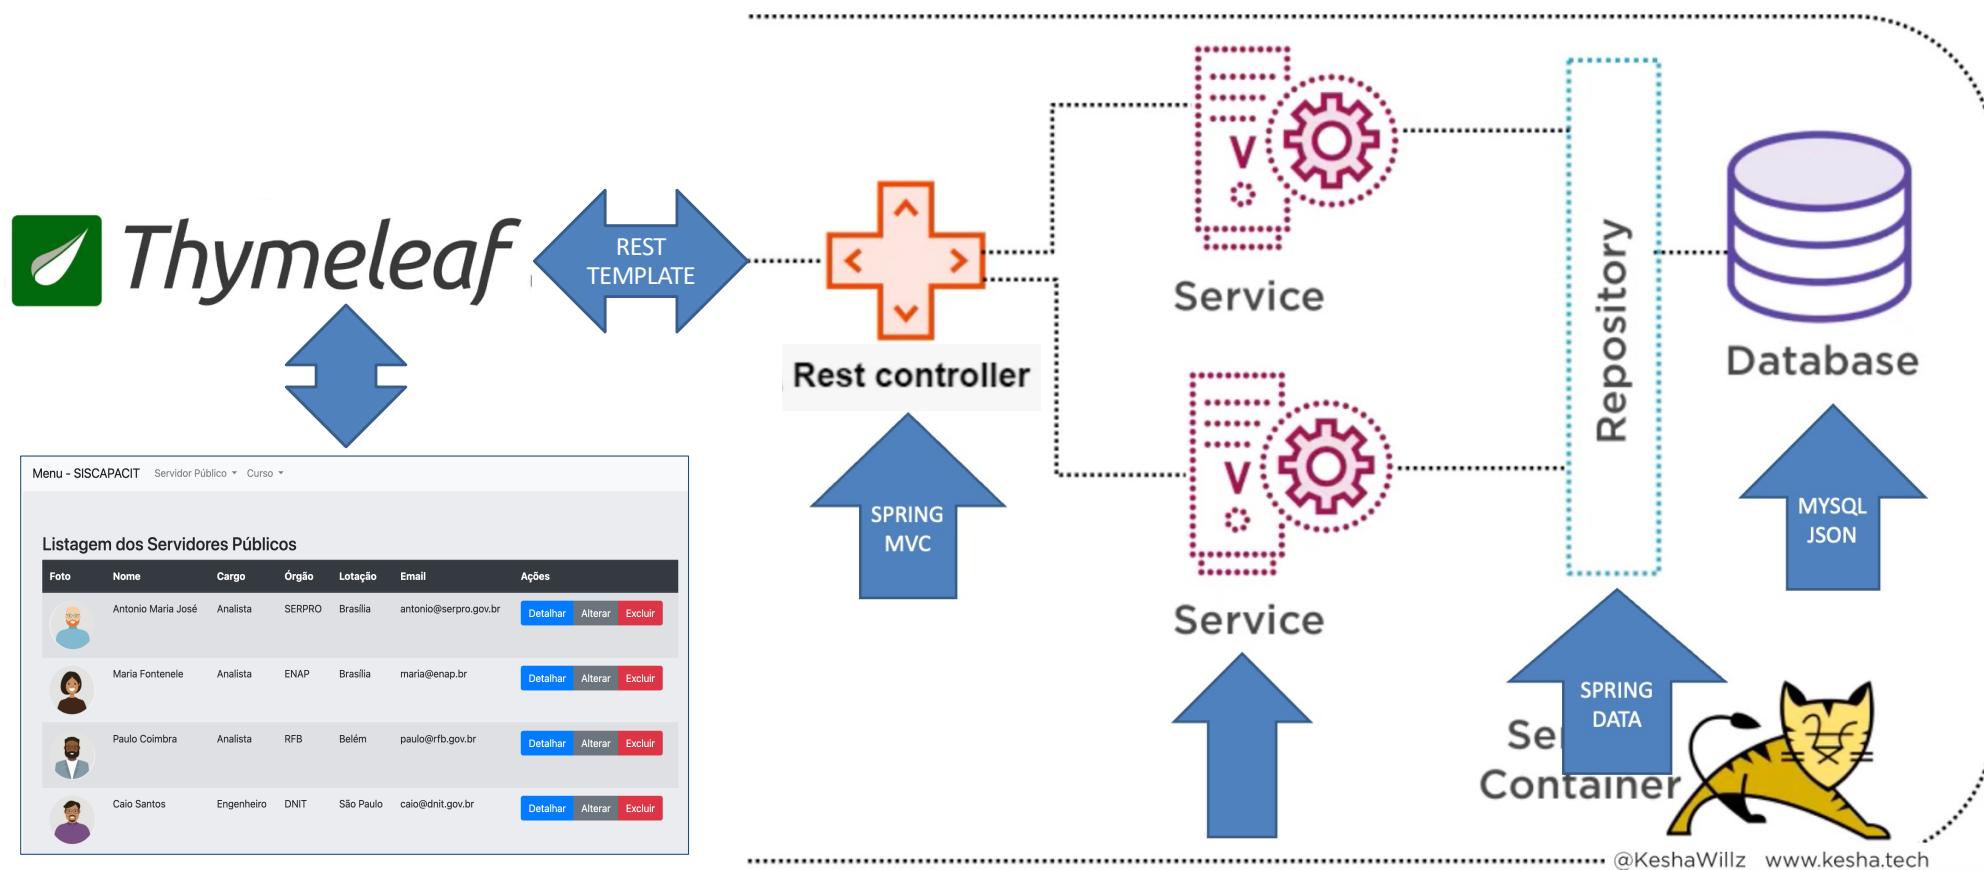 Thymeleaf
REST
TEMPLATE
Rest controller
SPRING
MVC
V
Service
V
Service
Repository
SPRING
DATA
Database
MYSQL
JSON
Container
@KeshaWillz www.kesha.tech
Menu - SISCAPACIT Servidor Público Curso
Listagem dos Servidores Públicos
Foto Nome Cargo Órgão Lotação Email Ações
Antonio Maria José Analista SERPRO Brasília antonio@serpro.gov.br Detalhar Alterar Excluir
Maria Fontenele Analista ENAP Brasília maria@enap.br Detalhar Alterar Excluir
Paulo Coimbra Analista RFB Belém paulo@rfb.gov.br Detalhar Alterar Excluir
Caio Santos Engenheiro DNIT São Paulo caio@dnit.gov.br Detalhar Alterar Excluir